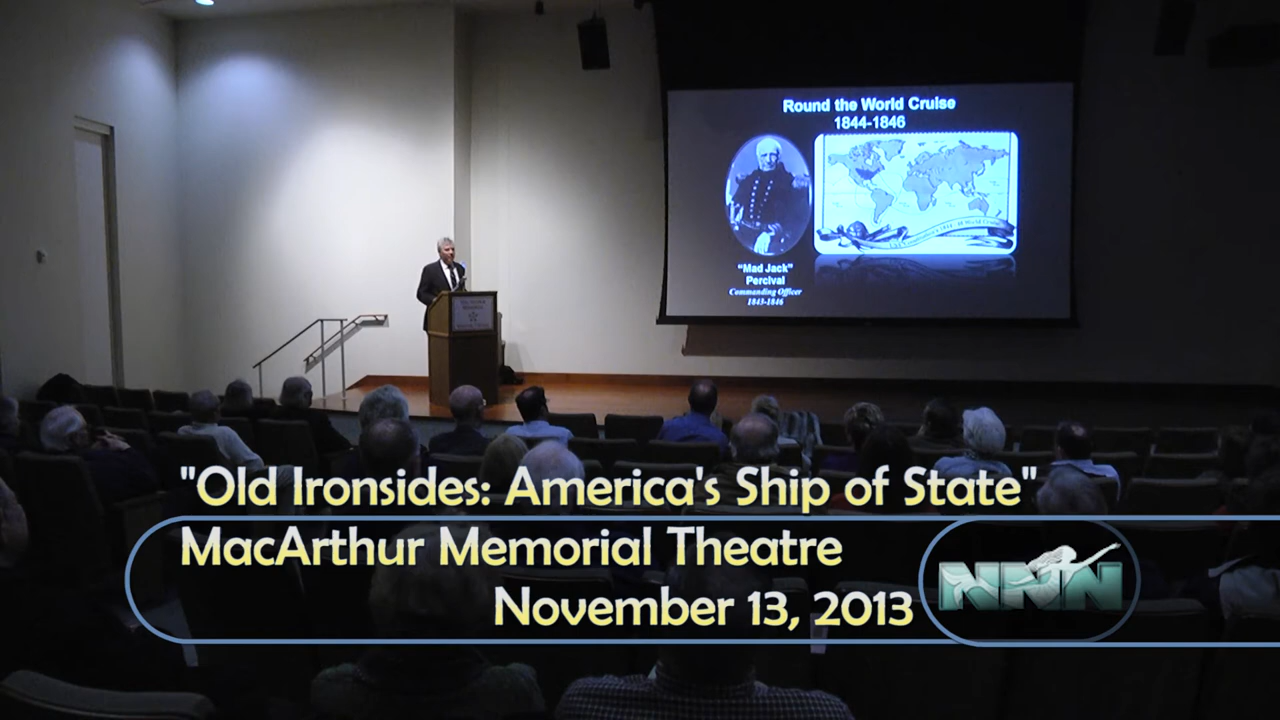 Round the World Cruise
1844-1846
"Mad Jack"
Percival
Commanding Officer
1843-1846
"Old Ironsides: America's Ship of State"
MacArthur Memorial Theatre
November 13, 2013
NNN